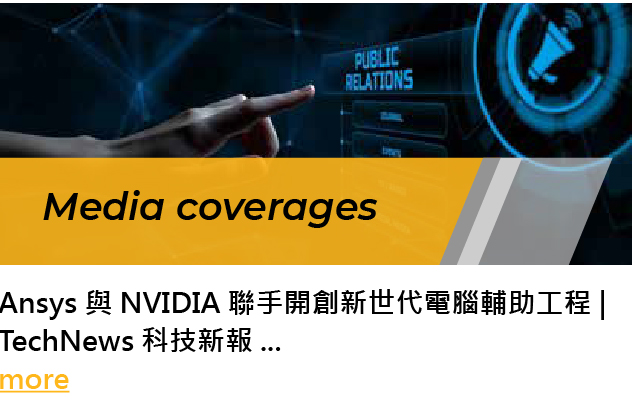 PUBLIC
RELATIONS
Media coverages
Ansys 與 NVIDIA 聯手開創新世代電腦輔助工程 |
TechNews 科技新報 ...
more